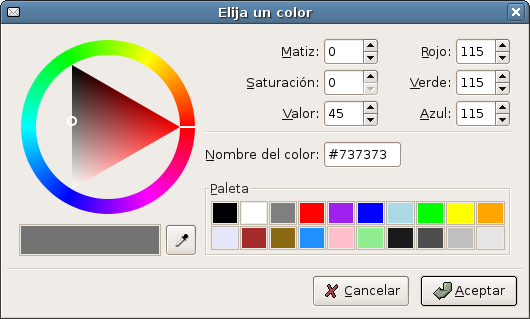 Elija un color
Matiz: 0 Rojo: 115
Saturación: 0 Verde: 115
Valor: 45 Azul: 115
Nombre del color: #737373
Paleta
Cancelar Aceptar